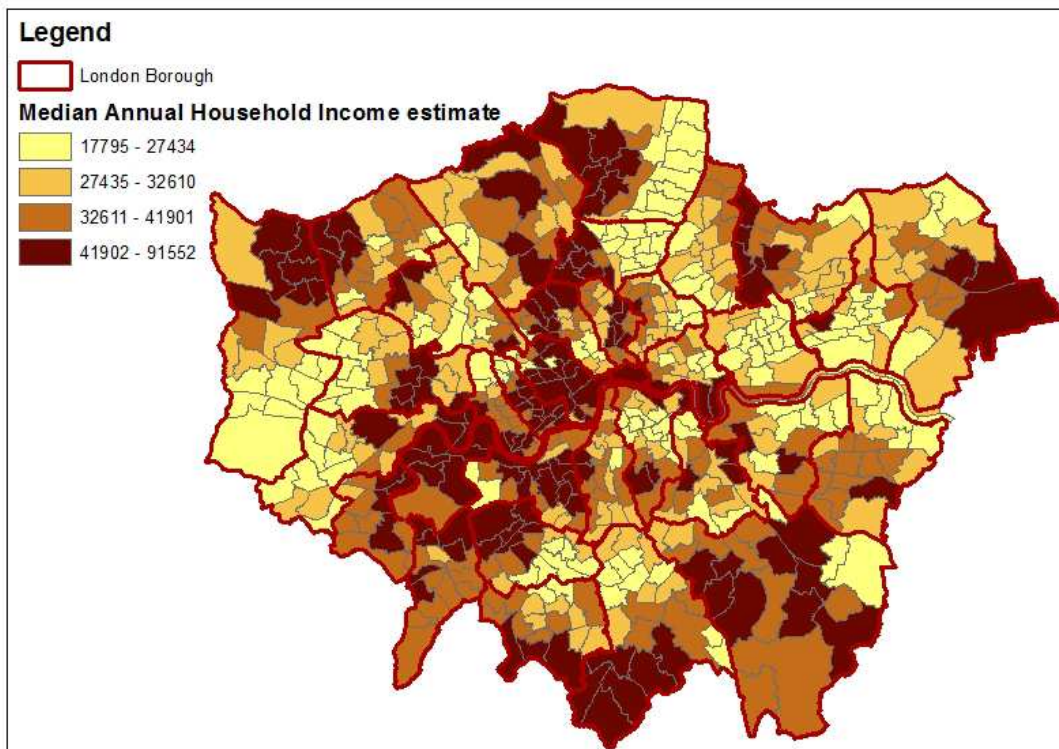 Legend
London Borough
Median Annual Household Income estimate
17795 - 27434
27435 - 32610
32611 - 41901
41902 - 91552